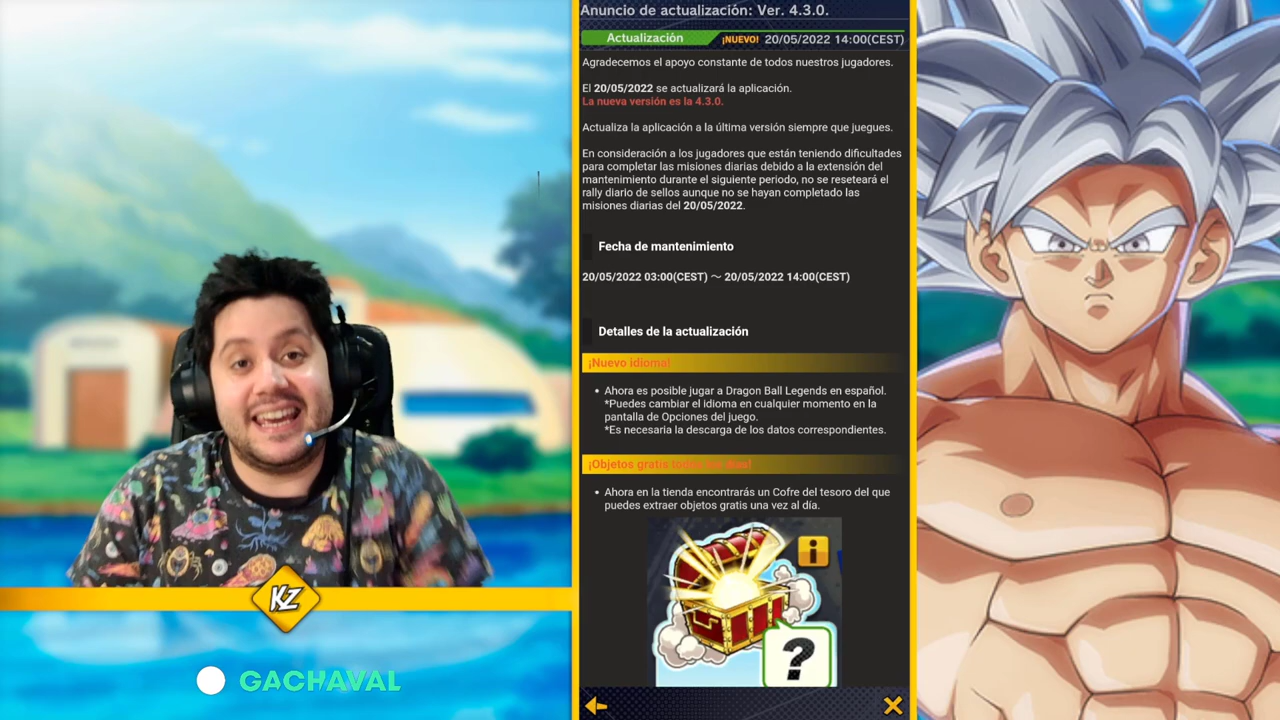 Anuncio de actualización: Ver. 4.3.0.
Actualización ¡NUEVO! 20/05/2022 14:00(CEST)
Agradecemos el apoyo constante de todos nuestros jugadores.
El 20/05/2022 se actualizará la aplicación.
La nueva versión es la 4.3.0.
Actualiza la aplicación a la última versión siempre que juegues.
En consideración a los jugadores que están teniendo dificultades
para completar las misiones diarias debido a la extensión del
mantenimiento durante el siguiente periodo, no se reseteará el
rally diario de sellos aunque no se hayan completado las
misiones diarias del 20/05/2022.
Fecha de mantenimiento
20/05/2022 03:00(CEST) ～ 20/05/2022 14:00(CEST)
Detalles de la actualización
¡Nuevo idioma!
• Ahora es posible jugar a Dragon Ball Legends en español.
*Puedes cambiar el idioma en cualquier momento en la
pantalla de Opciones del juego.
*Es necesaria la descarga de los datos correspondientes.
¡Objetos gratis todos los días!
• Ahora en la tienda encontrarás un Cofre del tesoro del que
puedes extraer objetos gratis una vez al día.
i
?
KZ
GACHAVAL